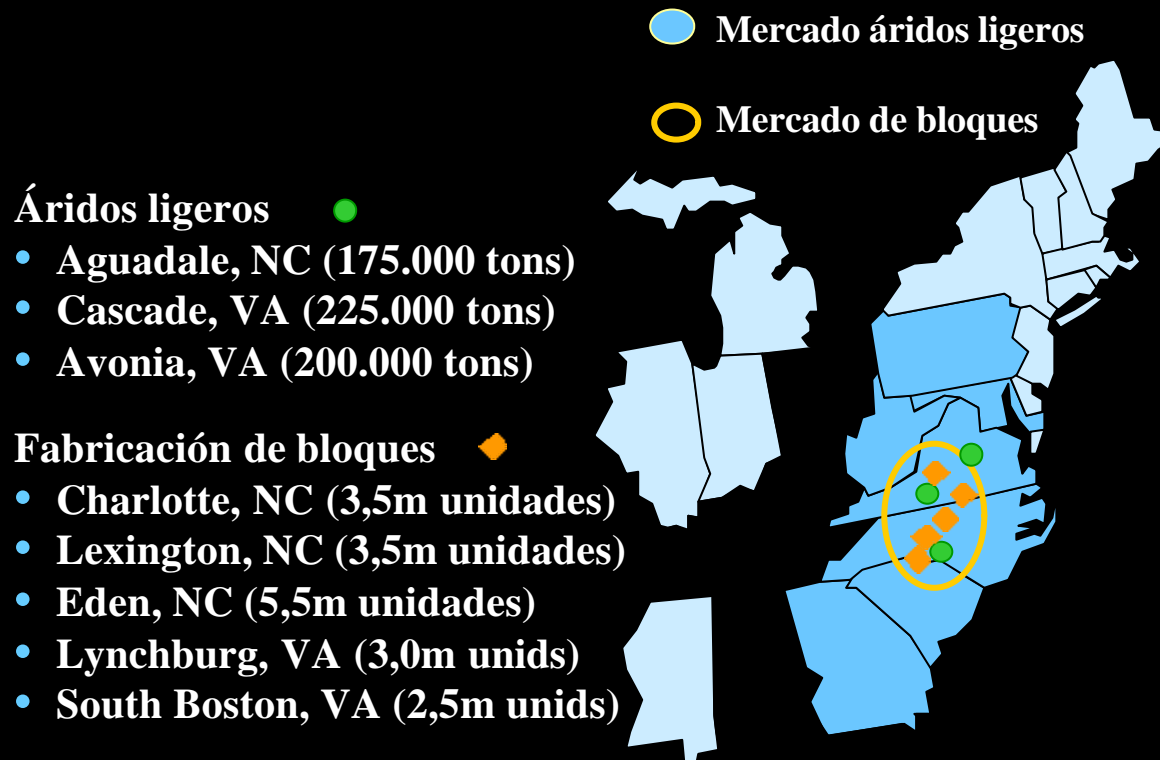 Mercado áridos ligeros
Mercado de bloques
Áridos ligeros
• Aguadale, NC (175.000 tons)
• Cascade, VA (225.000 tons)
• Avonia, VA (200.000 tons)
Fabricación de bloques
• Charlotte, NC (3,5m unidades)
• Lexington, NC (3,5m unidades)
• Eden, NC (5,5m unidades)
• Lynchburg, VA (3,0m unids)
• South Boston, VA (2,5m unids)